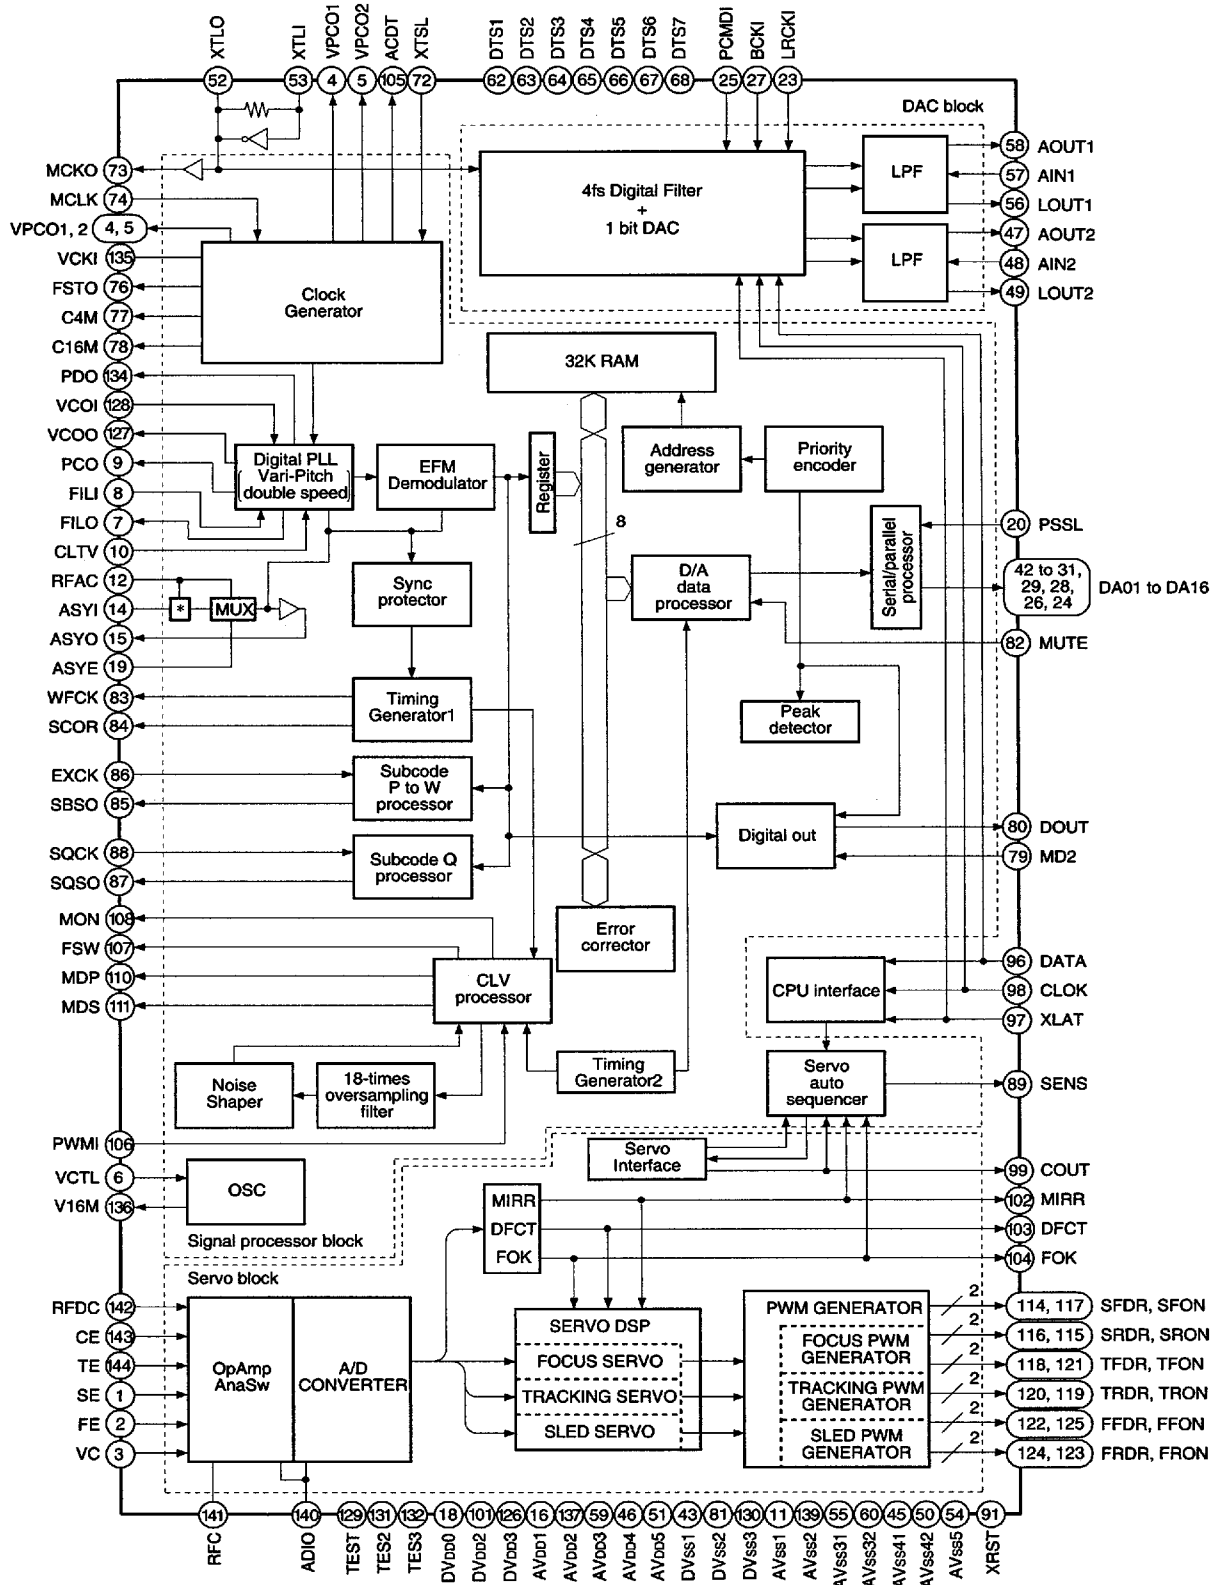 XTLO XTLI VPCO1 VPCO2 ACDT XTSL DTS1 DTS2 DTS3 DTS4 DTS5 DTS6 DTS7 PCMDI BCKI LRCKI
52 53 4 5 105 72 62 63 64 65 66 67 68 25 27 23
DAC block
MCKO 73
MCLK 74
VPCO1, 2 4, 5
VCKI 135
FSTO 76
C4M 77
C16M 78
PDO 134
VCOI 128
VCOO 127
PCO 9
FILI 8
FILO 7
CLTV 10
RFAC 12
ASYI 14
ASYO 15
ASYE 19
WFCK 83
SCOR 84
EXCK 86
SBSO 85
SQCK 88
SQSO 87
MON 108
FSW 107
MDP 110
MDS 111
PWMI 106
VCTL 6
V16M 136
RFDC 142
CE 143
TE 144
SE 1
FE 2
VC 3
4fs Digital Filter
+
1 bit DAC
LPF
LPF
Clock
Generator
32K RAM
Address
generator
Priority
encoder
Digital PLL
Vari-Pitch
(double speed)
EFM
Demodulator
Register
8
Serial/parallel
processor
D/A
data
processor
Sync
protector
*
MUX
Timing
Generator1
Peak
detector
Subcode
P to W
processor
Digital out
Subcode Q
processor
Error
corrector
CLV
processor
CPU interface
Noise
Shaper
18-times
oversampling
filter
Timing
Generator2
Servo
auto
sequencer
Servo
Interface
OSC
Signal processor block
MIRR
DFCT
FOK
Servo block
OpAmp
AnaSw
A/D
CONVERTER
SERVO DSP
FOCUS SERVO
TRACKING SERVO
SLED SERVO
PWM GENERATOR
FOCUS PWM
GENERATOR
TRACKING PWM
GENERATOR
SLED PWM
GENERATOR
58 AOUT1
57 AIN1
56 LOUT1
47 AOUT2
48 AIN2
49 LOUT2
20 PSSL
42 to 31,
29, 28,
26, 24
DA01 to DA16
82 MUTE
80 DOUT
79 MD2
96 DATA
98 CLOK
97 XLAT
89 SENS
99 COUT
102 MIRR
103 DFCT
104 FOK
2 114, 117 SFDR, SFON
2 116, 115 SRDR, SRON
2 118, 121 TFDR, TFON
2 120, 119 TRDR, TRON
2 122, 125 FFDR, FFON
2 124, 123 FRDR, FRON
141 140 129 131 132 18 101 126 16 137 59 46 51 43 81 130 11 139 55 60 45 50 54 91
RFC ADIO TEST TES2 TES3 DVDD0 DVDD2 DVDD3 AVDD1 AVDD2 AVDD3 AVDD4 AVDD5 DVSS1 DVSS2 DVSS3 AVSS1 AVSS2 AVSS31 AVSS32 AVSS41 AVSS42 AVSS5 XRST